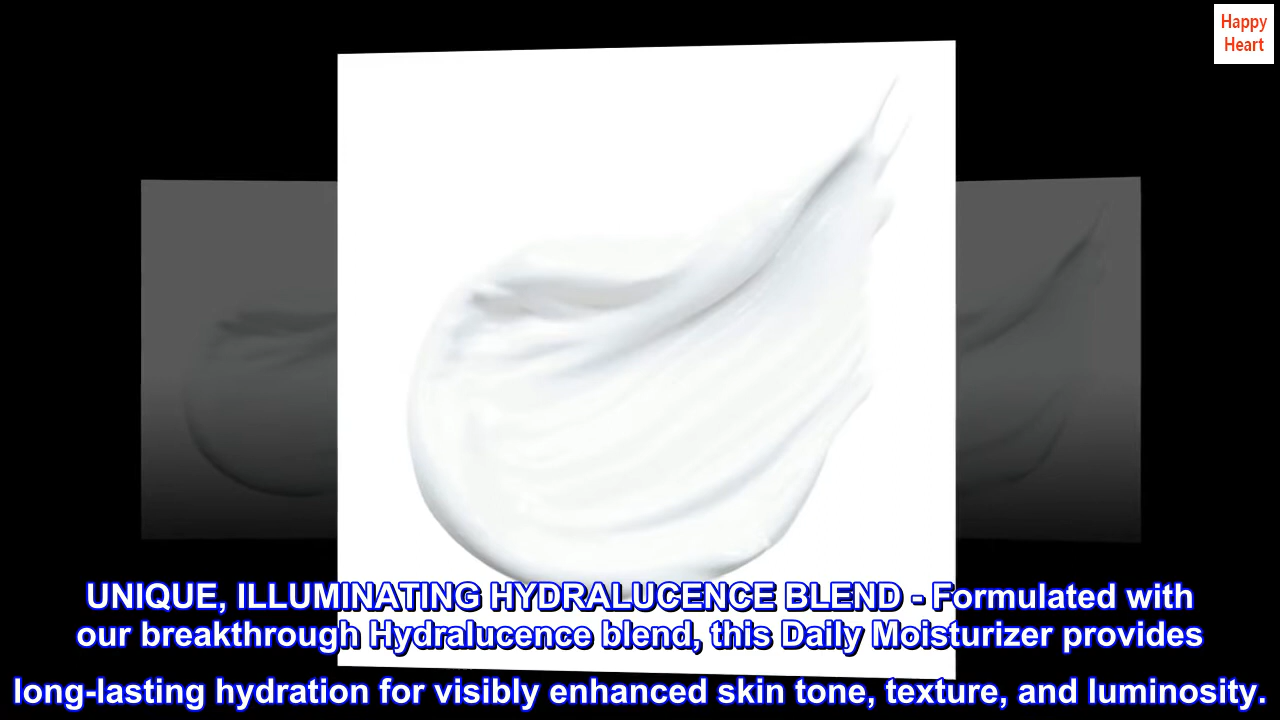 Happy
Heart
UNIQUE, ILLUMINATING HYDRALUCENCE BLEND - Formulated with
our breakthrough Hydralucence blend, this Daily Moisturizer provides
long-lasting hydration for visibly enhanced skin tone, texture, and luminosity.